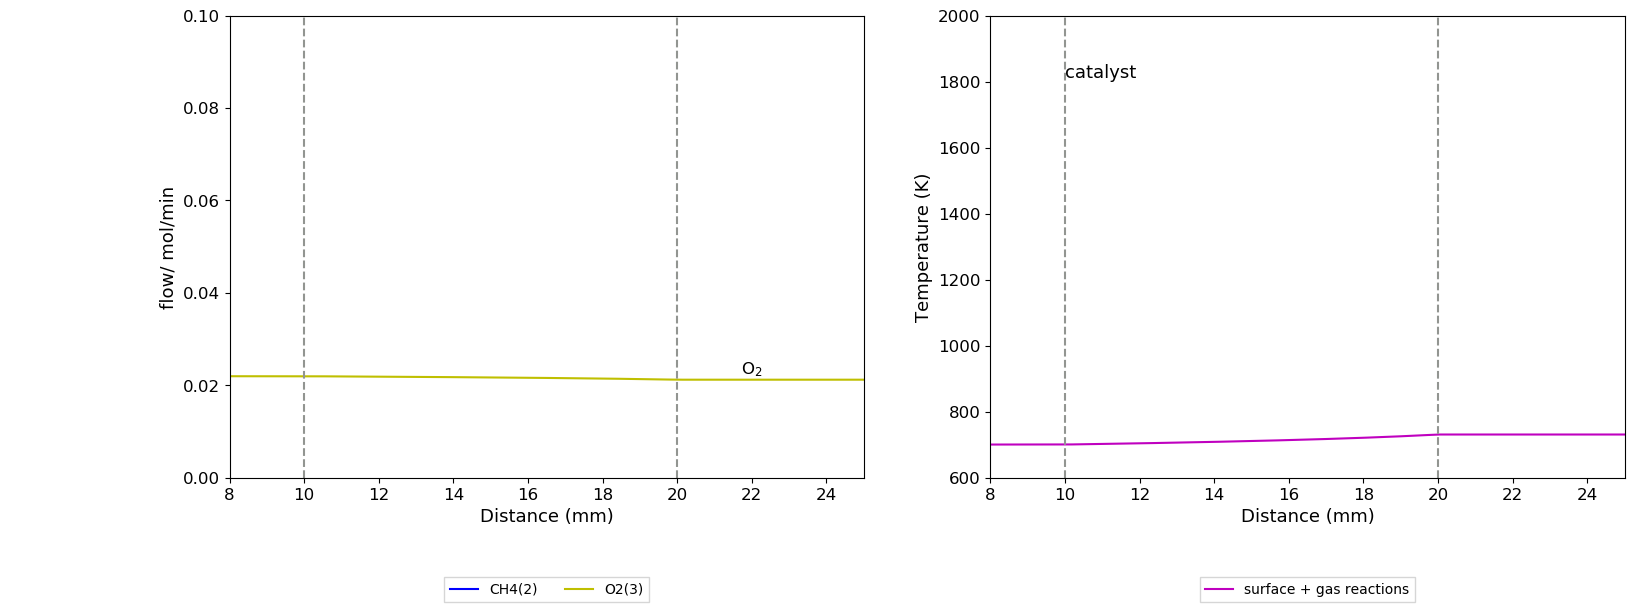 0.10
0.08
0.06
0.04
0.02
0.00
flow/ mol/min
O₂
8 10 12 14 16 18 20 22 24
Distance (mm)
CH4(2) O2(3)
2000
1800
1600
1400
1200
1000
800
600
Temperature (K)
catalyst
8 10 12 14 16 18 20 22 24
Distance (mm)
surface + gas reactions